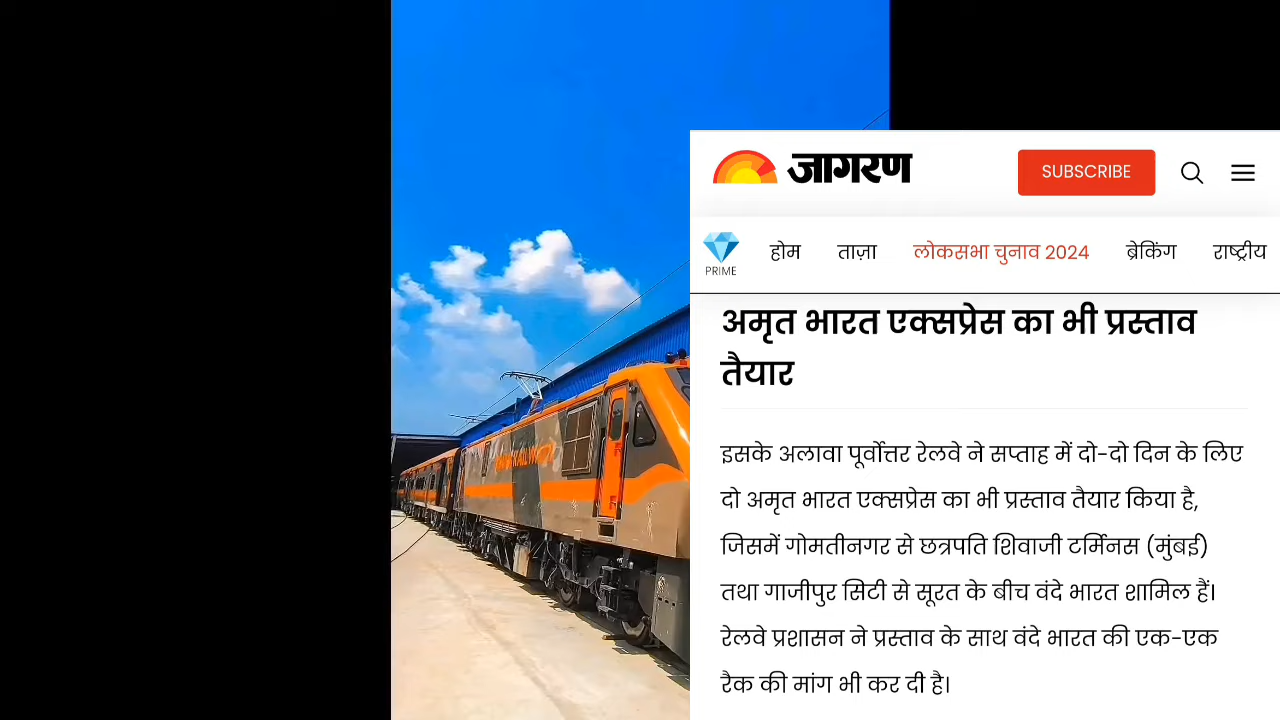 जागरण
SUBSCRIBE
PRIME
होम ताज़ा लोकसभा चुनाव 2024 ब्रेकिंग राष्ट्रीय
अमृत भारत एक्सप्रेस का भी प्रस्ताव
तैयार
इसके अलावा पूर्वोत्तर रेलवे ने सप्ताह में दो-दो दिन के लिए
दो अमृत भारत एक्सप्रेस का भी प्रस्ताव तैयार किया है,
जिसमें गोमतीनगर से छत्रपति शिवाजी टर्मिनस (मुंबई)
तथा गाजीपुर सिटी से सूरत के बीच वंदे भारत शामिल हैं।
रेलवे प्रशासन ने प्रस्ताव के साथ वंदे भारत की एक-एक
रैक की मांग भी कर दी है।